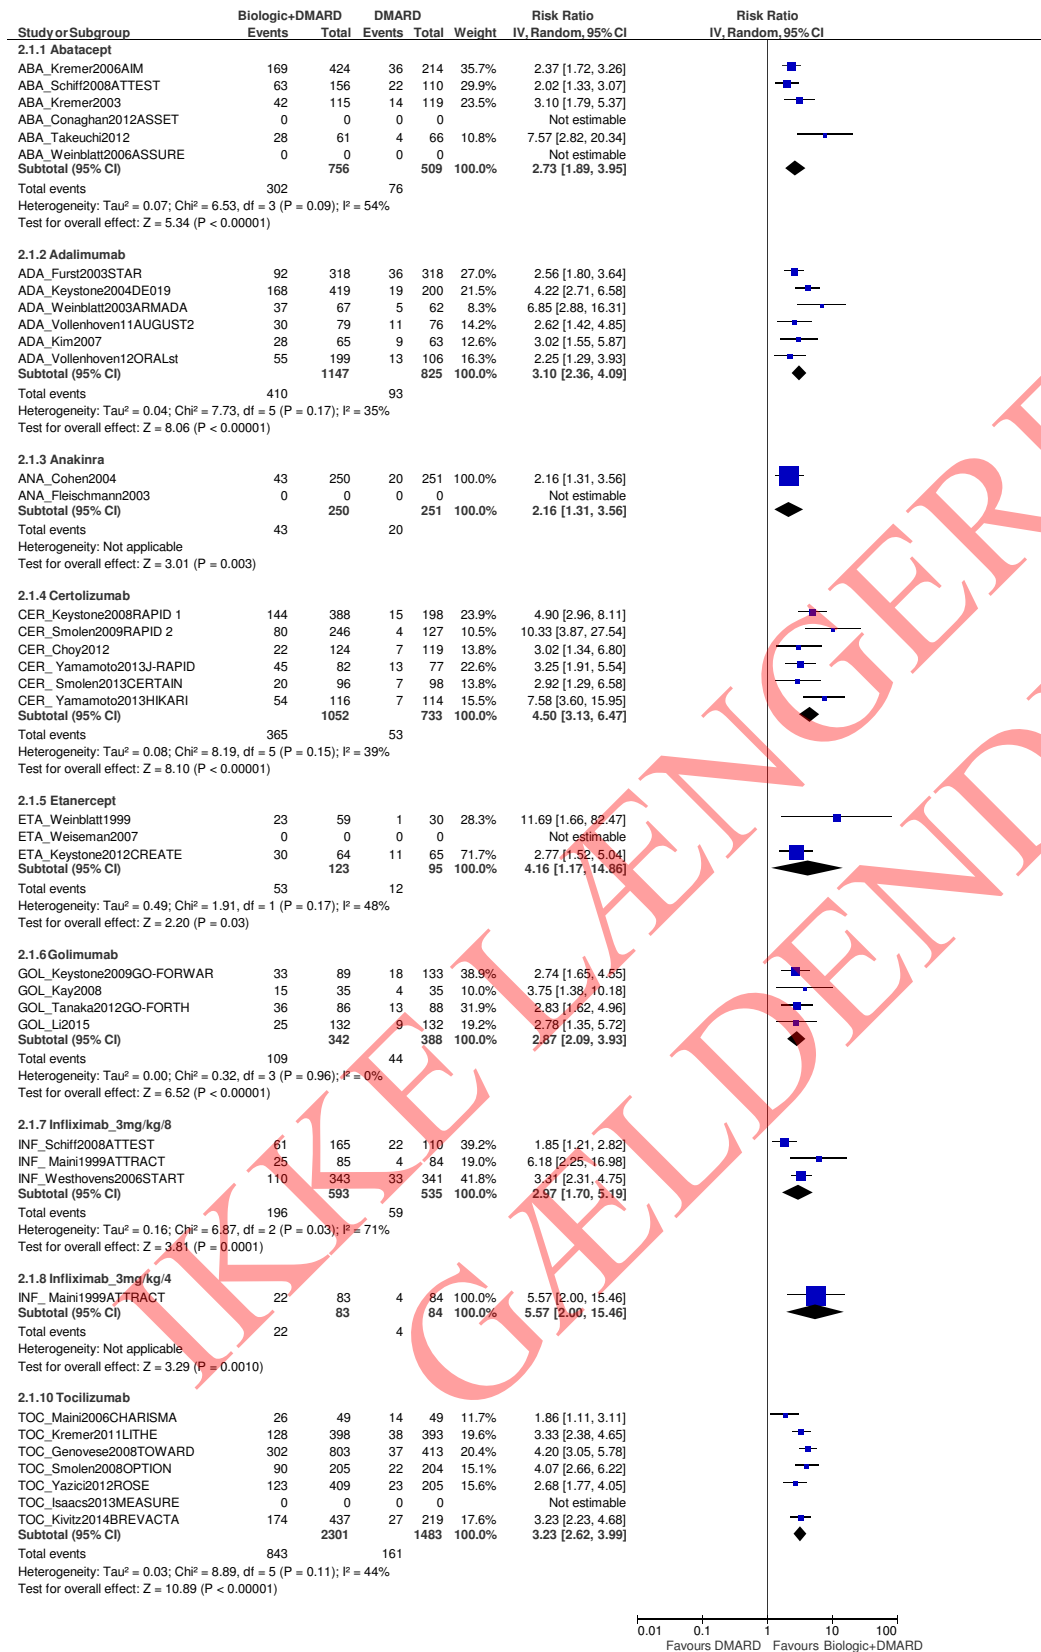 Biologic+DMARD DMARD Risk Ratio Risk Ratio
Study or Subgroup Events Total Events Total Weight IV, Random, 95% CI IV, Random, 95% CI
2.1.1 Abatacept
ABA_Kremer2006AIM 169 424 36 214 35.7% 2.37 [1.72, 3.26]
ABA_Schiff2008ATTEST 63 156 22 110 29.9% 2.02 [1.33, 3.07]
ABA_Kremer2003 42 115 14 119 23.5% 3.10 [1.79, 5.37]
ABA_Conaghan2012ASSET 0 0 0 0 Not estimable
ABA_Takeuchi2012 28 61 4 66 10.8% 7.57 [2.82, 20.34]
ABA_Weinblatt2006ASSURE 0 0 0 0 Not estimable
Subtotal (95% CI) 756 509 100.0% 2.73 [1.89, 3.95]
Total events 302 76
Heterogeneity: Tau² = 0.07; Chi² = 6.53, df = 3 (P = 0.09); I² = 54%
Test for overall effect: Z = 5.34 (P < 0.00001)
2.1.2 Adalimumab
ADA_Furst2003STAR 92 318 36 318 27.0% 2.56 [1.80, 3.64]
ADA_Keystone2004DE019 168 419 19 200 21.5% 4.22 [2.71, 6.58]
ADA_Weinblatt2003ARMADA 37 67 5 62 8.3% 6.85 [2.88, 16.31]
ADA_Vollenhoven11AUGUST2 30 79 11 76 14.2% 2.62 [1.42, 4.85]
ADA_Kim2007 28 65 9 63 12.6% 3.02 [1.55, 5.87]
ADA_Vollenhoven12ORALst 55 199 13 106 16.3% 2.25 [1.29, 3.93]
Subtotal (95% CI) 1147 825 100.0% 3.10 [2.36, 4.09]
Total events 410 93
Heterogeneity: Tau² = 0.04; Chi² = 7.73, df = 5 (P = 0.17); I² = 35%
Test for overall effect: Z = 8.06 (P < 0.00001)
2.1.3 Anakinra
ANA_Cohen2004 43 250 20 251 100.0% 2.16 [1.31, 3.56]
ANA_Fleischmann2003 0 0 0 0 Not estimable
Subtotal (95% CI) 250 251 100.0% 2.16 [1.31, 3.56]
Total events 43 20
Heterogeneity: Not applicable
Test for overall effect: Z = 3.01 (P = 0.003)
2.1.4 Certolizumab
CER_Keystone2008RAPID 1 144 388 15 198 23.9% 4.90 [2.96, 8.11]
CER_Smolen2009RAPID 2 80 246 4 127 10.5% 10.33 [3.87, 27.54]
CER_Choy2012 22 124 7 119 13.8% 3.02 [1.34, 6.80]
CER_ Yamamoto2013J-RAPID 45 82 13 77 22.6% 3.25 [1.91, 5.54]
CER_ Smolen2013CERTAIN 20 96 7 98 13.8% 2.92 [1.29, 6.58]
CER_ Yamamoto2013HIKARI 54 116 7 114 15.5% 7.58 [3.60, 15.95]
Subtotal (95% CI) 1052 733 100.0% 4.50 [3.13, 6.47]
Total events 365 53
Heterogeneity: Tau² = 0.08; Chi² = 8.19, df = 5 (P = 0.15); I² = 39%
Test for overall effect: Z = 8.10 (P < 0.00001)
2.1.5 Etanercept
ETA_Weinblatt1999 23 59 1 30 28.3% 11.69 [1.66, 82.47]
ETA_Weiseman2007 0 0 0 0 Not estimable
ETA_Keystone2012CREATE 30 64 11 65 71.7% 2.77 [1.52, 5.04]
Subtotal (95% CI) 123 95 100.0% 4.16 [1.17, 14.86]
Total events 53 12
Heterogeneity: Tau² = 0.49; Chi² = 1.91, df = 1 (P = 0.17); I² = 48%
Test for overall effect: Z = 2.20 (P = 0.03)
2.1.6 Golimumab
GOL_Keystone2009GO-FORWAR 33 89 18 133 38.9% 2.74 [1.65, 4.55]
GOL_Kay2008 15 35 4 35 10.0% 3.75 [1.38, 10.18]
GOL_Tanaka2012GO-FORTH 36 86 13 88 31.9% 2.83 [1.62, 4.96]
GOL_Li2015 25 132 9 132 19.2% 2.78 [1.35, 5.72]
Subtotal (95% CI) 342 388 100.0% 2.87 [2.09, 3.93]
Total events 109 44
Heterogeneity: Tau² = 0.00; Chi² = 0.32, df = 3 (P = 0.96); I² = 0%
Test for overall effect: Z = 6.52 (P < 0.00001)
2.1.7 Infliximab_3mg/kg/8
INF_Schiff2008ATTEST 61 165 22 110 39.2% 1.85 [1.21, 2.82]
INF_ Maini1999ATTRACT 25 85 4 84 19.0% 6.18 [2.25, 16.98]
INF_Westhovens2006START 110 343 33 341 41.8% 3.31 [2.31, 4.75]
Subtotal (95% CI) 593 535 100.0% 2.97 [1.70, 5.19]
Total events 196 59
Heterogeneity: Tau² = 0.16; Chi² = 6.87, df = 2 (P = 0.03); I² = 71%
Test for overall effect: Z = 3.81 (P = 0.0001)
2.1.8 Infliximab_3mg/kg/4
INF_ Maini1999ATTRACT 22 83 4 84 100.0% 5.57 [2.00, 15.46]
Subtotal (95% CI) 83 84 100.0% 5.57 [2.00, 15.46]
Total events 22 4
Heterogeneity: Not applicable
Test for overall effect: Z = 3.29 (P = 0.0010)
2.1.10 Tocilizumab
TOC_Maini2006CHARISMA 26 49 14 49 11.7% 1.86 [1.11, 3.11]
TOC_Kremer2011LITHE 128 398 38 393 19.6% 3.33 [2.38, 4.65]
TOC_Genovese2008TOWARD 302 803 37 413 20.4% 4.20 [3.05, 5.78]
TOC_Smolen2008OPTION 90 205 22 204 15.1% 4.07 [2.66, 6.22]
TOC_Yazici2012ROSE 123 409 23 205 15.6% 2.68 [1.77, 4.05]
TOC_Isaacs2013MEASURE 0 0 0 0 Not estimable
TOC_Kivitz2014BREVACTA 174 437 27 219 17.6% 3.23 [2.23, 4.68]
Subtotal (95% CI) 2301 1483 100.0% 3.23 [2.62, 3.99]
Total events 843 161
Heterogeneity: Tau² = 0.03; Chi² = 8.89, df = 5 (P = 0.11); I² = 44%
Test for overall effect: Z = 10.89 (P < 0.00001)
0.01 0.1 1 10 100
Favours DMARD Favours Biologic+DMARD
IKKE LÆNGERE
GÆLDENDE